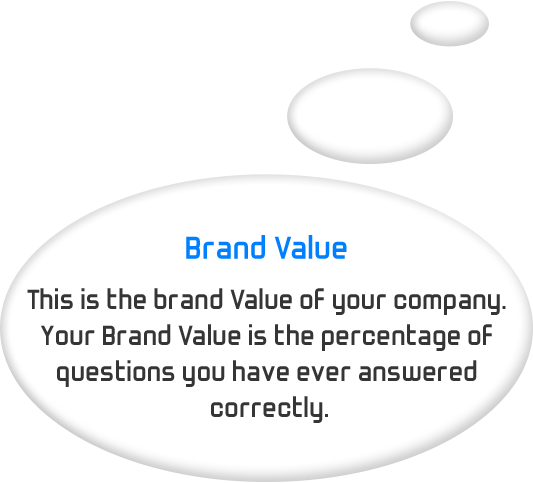 Brand Value
This is the brand Value of your company.
Your Brand Value is the percentage of
questions you have ever answered
correctly.